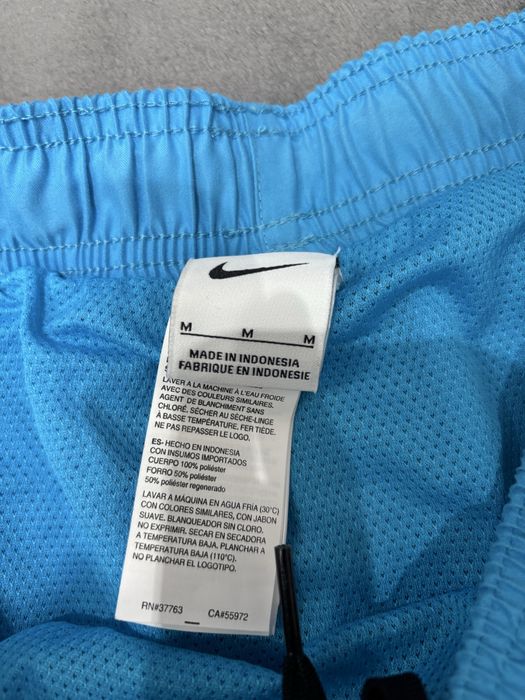 M M M
MADE IN INDONESIA
FABRIQUE EN INDONESIE
LAVER A LA MACHINE À L'EAU FROIDE
AVEC DES COULEURS SIMILAIRES.
AGENT DE BLANCHIMENT SANS
CHLORÉ. SÉCHER AU SÈCHE-LINGE
À BASSE TEMPÉRATURE. FER TIÈDE.
NE PAS REPASSER LE LOGO.
ES- HECHO EN INDONESIA
CON INSUMOS IMPORTADOS
CUERPO 100% poliéster
FORRO 50% poliéster
50% poliéster regenerado
LAVAR A MÁQUINA EN AGUA FRÍA (30°C)
CON COLORES SIMILARES, CON JABON
SUAVE. BLANQUEADOR SIN CLORO.
NO EXPRIMIR. SECAR EN SECADORA
A TEMPERATURA BAJA. PLANCHAR A
TEMPERATURA BAJA (110°C).
NO PLANCHAR EL LOGOTIPO.
RN#37763 CA#55972